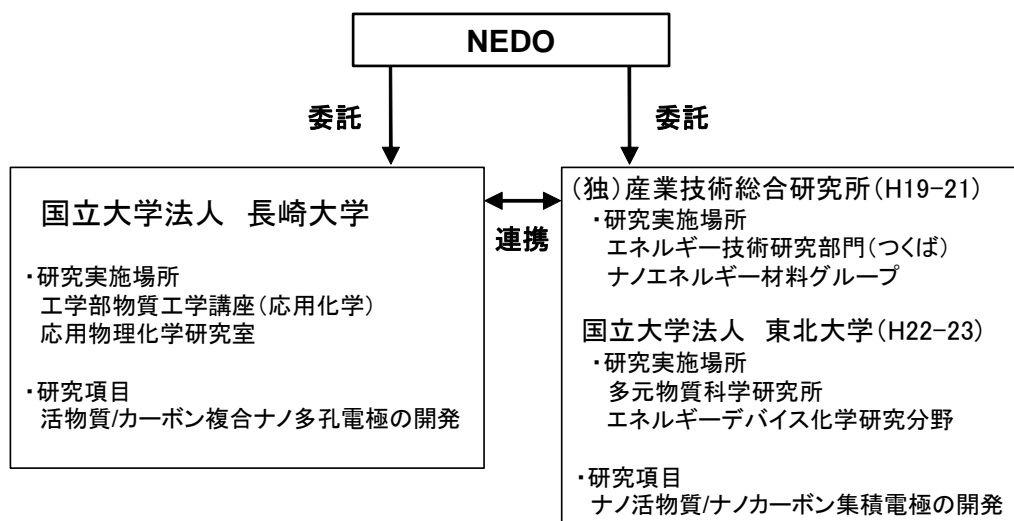 NEDO
委託
委託
国立大学法人 長崎大学
・研究実施場所
工学部物質工学講座(応用化学)
応用物理化学研究室
・研究項目
活物質/カーボン複合ナノ多孔電極の開発
連携
(独)産業技術総合研究所(H19-21)
・研究実施場所
エネルギー技術研究部門(つくば)
ナノエネルギー材料グループ
国立大学法人 東北大学(H22-23)
・研究実施場所
多元物質科学研究所
エネルギーデバイス化学研究分野
・研究項目
ナノ活物質/ナノカーボン集積電極の開発